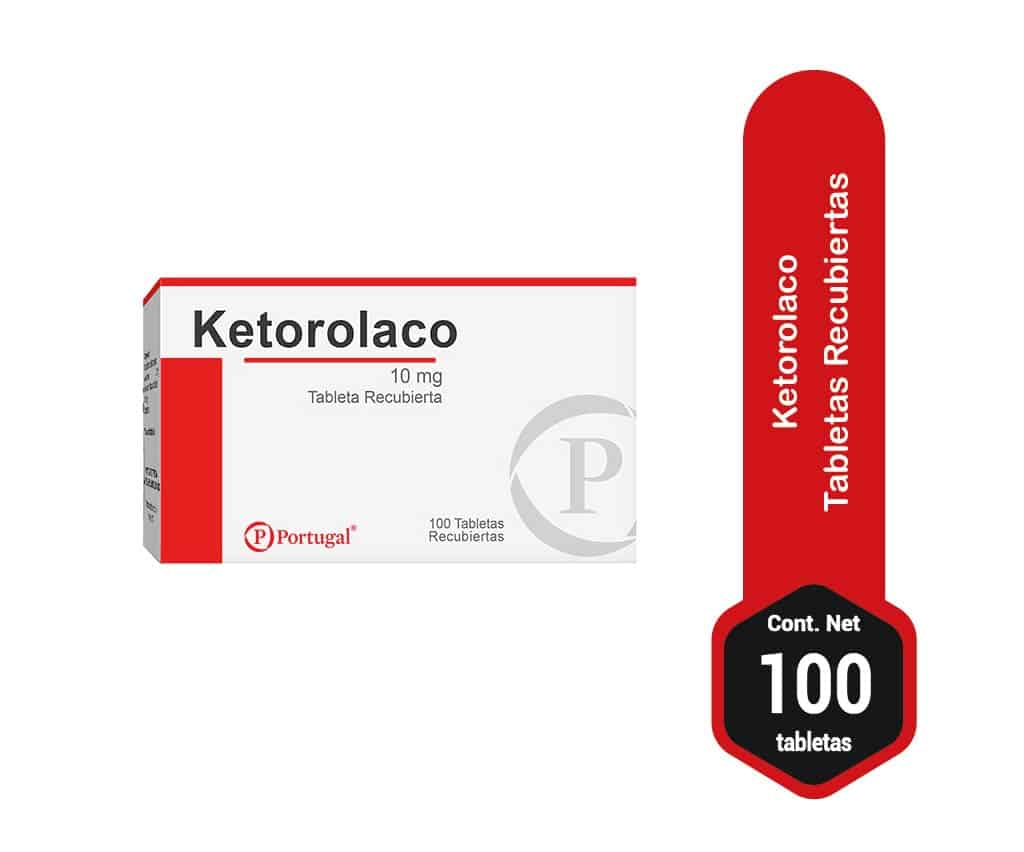 Ketorolaco
10 mg
Tableta Recubierta
P
P Portugal®
100 Tabletas
Recubiertas
Ketorolaco
Tabletas Recubiertas
Cont. Net
100
tabletas